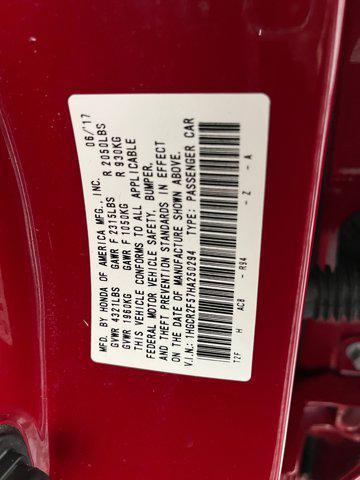 MFD. BY HONDA OF AMERICA MFG., INC. 06/17
GVWR 4321LBS GAWR F 2315LBS R 2050LBS
GVWR 1960KG GAWR F 1050KG R 930KG
THIS VEHICLE CONFORMS TO ALL APPLICABLE
FEDERAL MOTOR VEHICLE SAFETY, BUMPER,
AND THEFT PREVENTION STANDARDS IN EFFECT
ON THE DATE OF MANUFACTURE SHOWN ABOVE.
V.I.N.:1HGCR2F57HA250294 TYPE: PASSENGER CAR
T2F H AC8 - R94 - Z - A